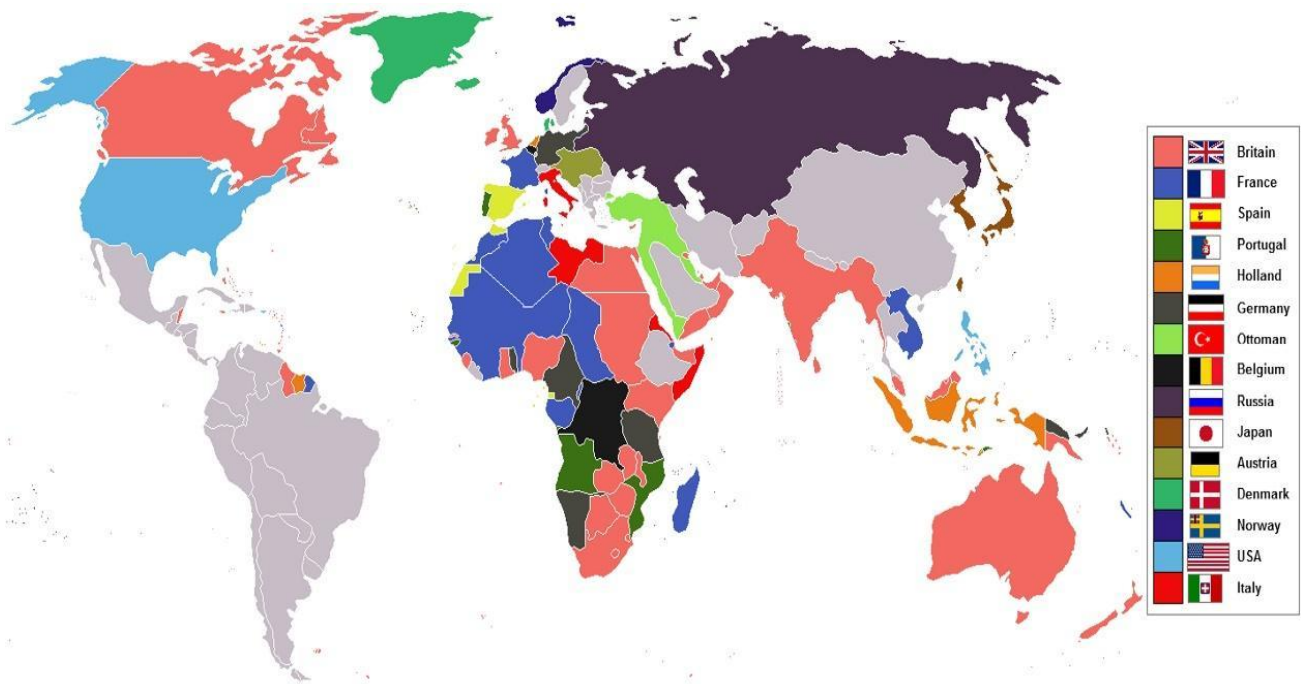 Britain
France
Spain
Portugal
Holland
Germany
Ottoman
Belgium
Russia
Japan
Austria
Denmark
Norway
USA
Italy